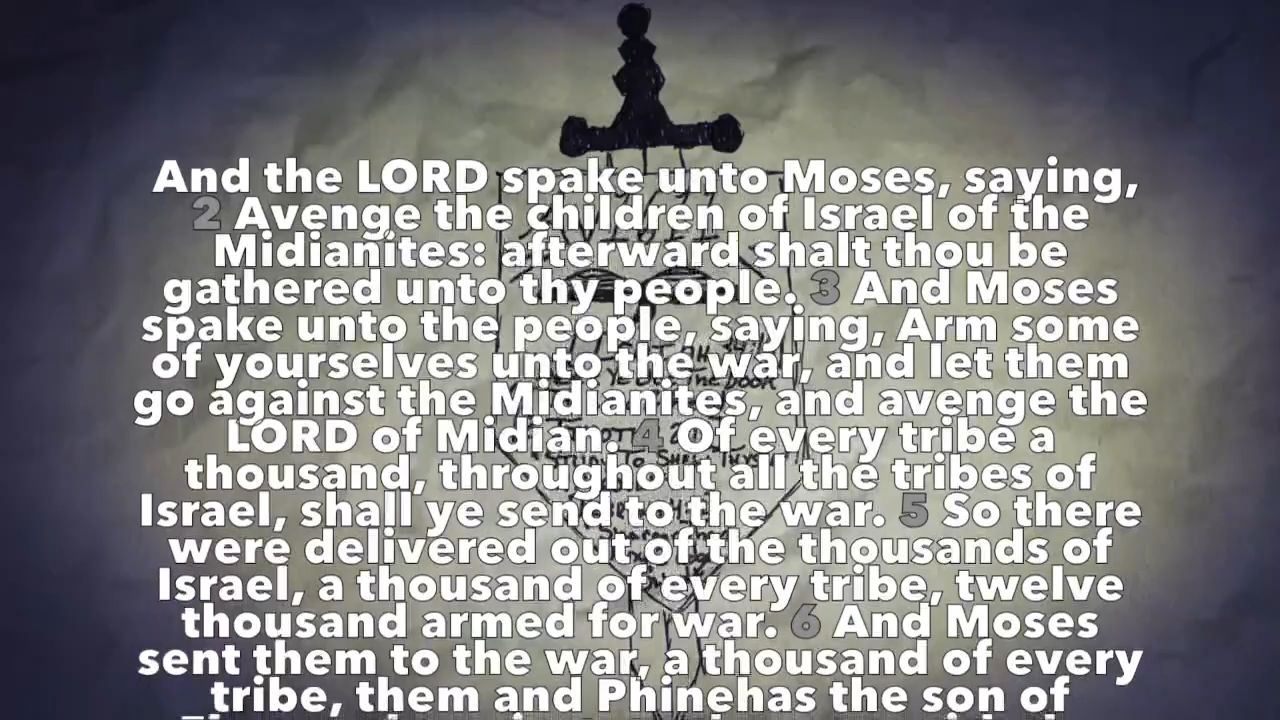 And the LORD spake unto Moses, saying,
2 Avenge the children of Israel of the
Midianites: afterward shalt thou be
gathered unto thy people. 3 And Moses
spake unto the people, saying, Arm some
of yourselves unto the war, and let them
go against the Midianites, and avenge the
LORD of Midian. 4 Of every tribe a
thousand, throughout all the tribes of
Israel, shall ye send to the war. 5 So there
were delivered out of the thousands of
Israel, a thousand of every tribe, twelve
thousand armed for war. 6 And Moses
sent them to the war, a thousand of every
tribe, them and Phinehas the son of